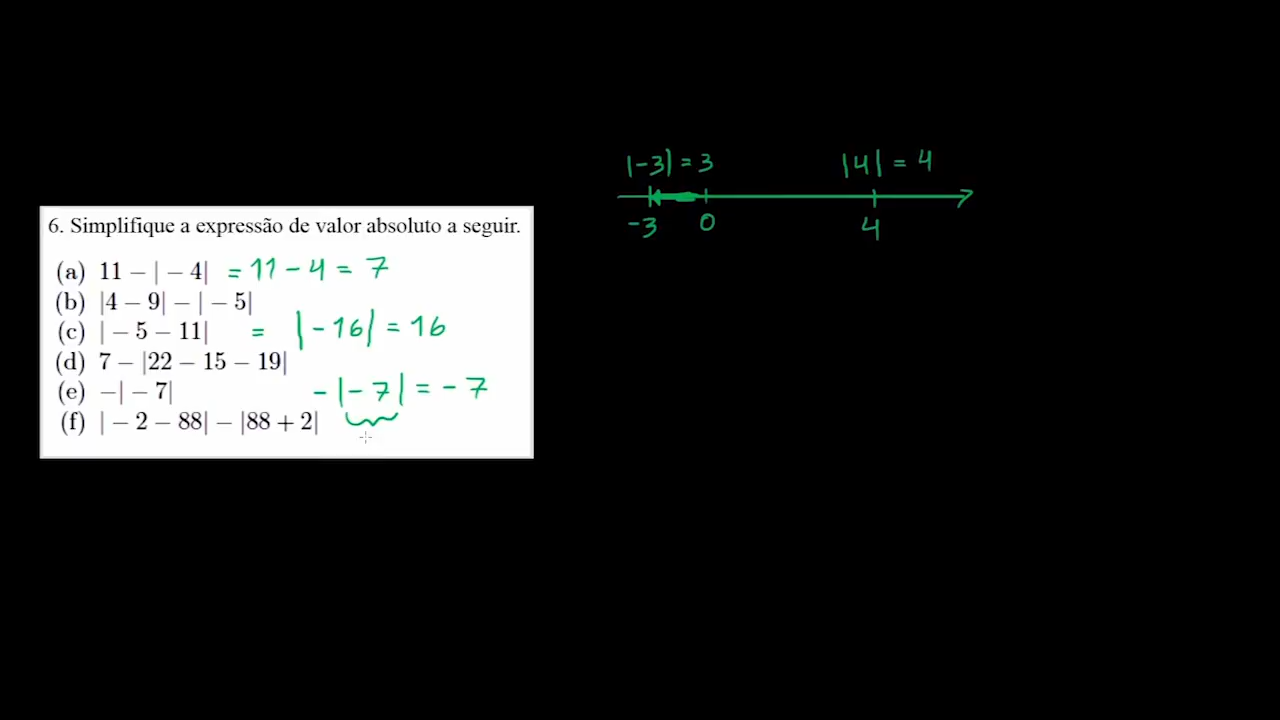 |-3| = 3 |4| = 4
-3 0 4
6. Simplifique a expressão de valor absoluto a seguir.
(a) 11 − | − 4| = 11 - 4 = 7
(b) |4 − 9| − | − 5|
(c) | − 5 − 11| = |-16| = 16
(d) 7 − |22 − 15 − 19|
(e) −| − 7| -|-7| = -7
(f) | − 2 − 88| − |88 + 2|